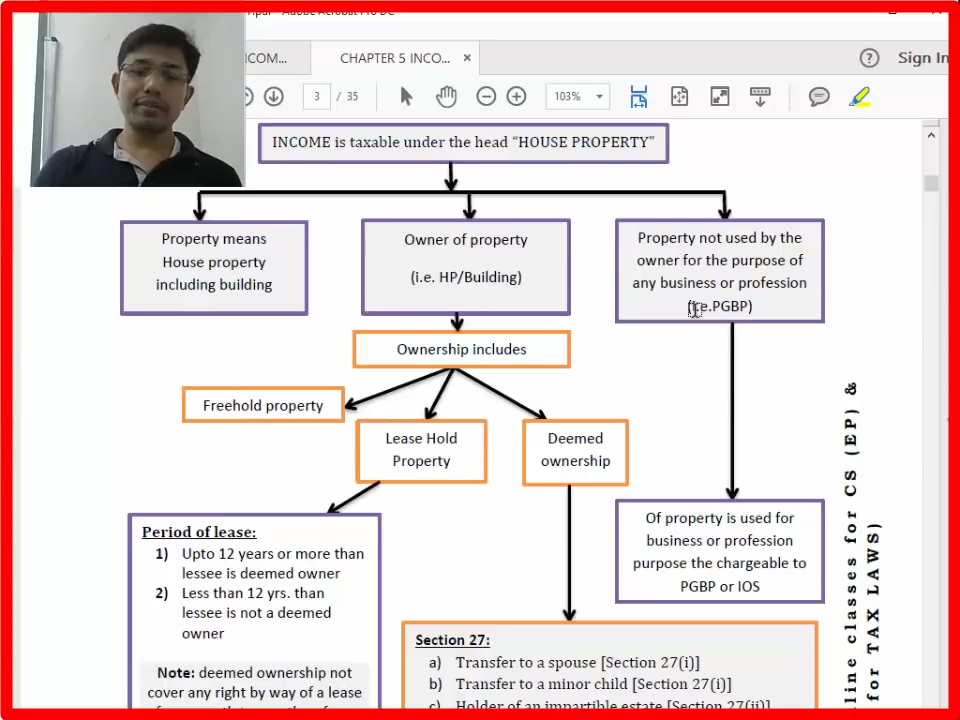 .pdf - Adobe Acrobat Pro DC
ICOM...
CHAPTER 5 INCO...
×
Sign In
3 / 35
103%
INCOME is taxable under the head “HOUSE PROPERTY”
Property means
House property
including building
Owner of property
(i.e. HP/Building)
Property not used by the
owner for the purpose of
any business or profession
(i.e.PGBP)
Ownership includes
Freehold property
Lease Hold
Property
Deemed
ownership
Period of lease:
1) Upto 12 years or more than
lessee is deemed owner
2) Less than 12 yrs. than
lessee is not a deemed
owner
Note: deemed ownership not
cover any right by way of a lease
Of property is used for
business or profession
purpose the chargeable to
PGBP or IOS
Section 27:
a) Transfer to a spouse [Section 27(i)]
b) Transfer to a minor child [Section 27(i)]
c) Holder of an impartible estate [Section 27(ii)]
line classes for CS (EP) &
for TAX LAWS)